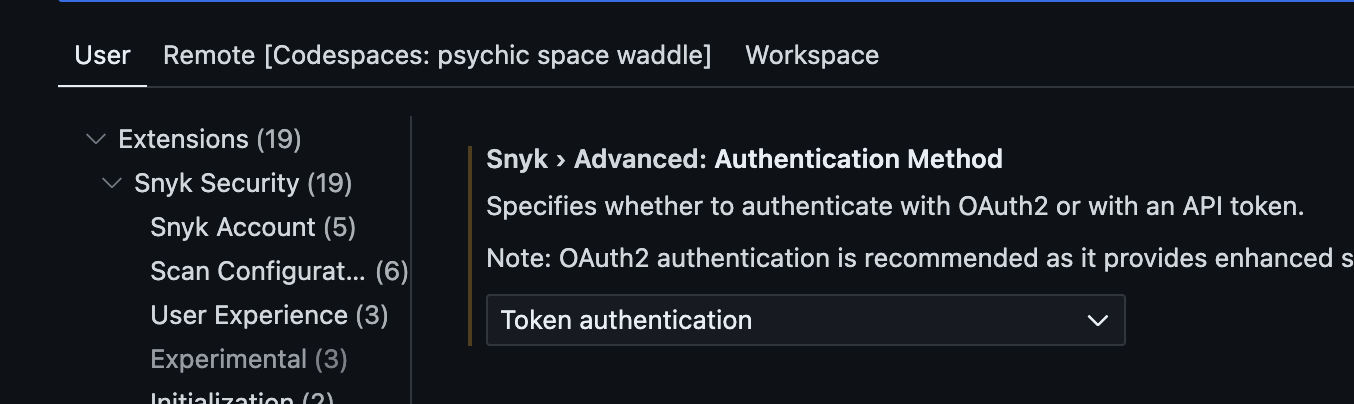 User Remote [Codespaces: psychic space waddle] Workspace
Extensions (19)
Snyk Security (19)
Snyk Account (5)
Scan Configurat... (6)
User Experience (3)
Experimental (3)
Initialization (2)
Snyk › Advanced: Authentication Method
Specifies whether to authenticate with OAuth2 or with an API token.
Note: OAuth2 authentication is recommended as it provides enhanced s
Token authentication